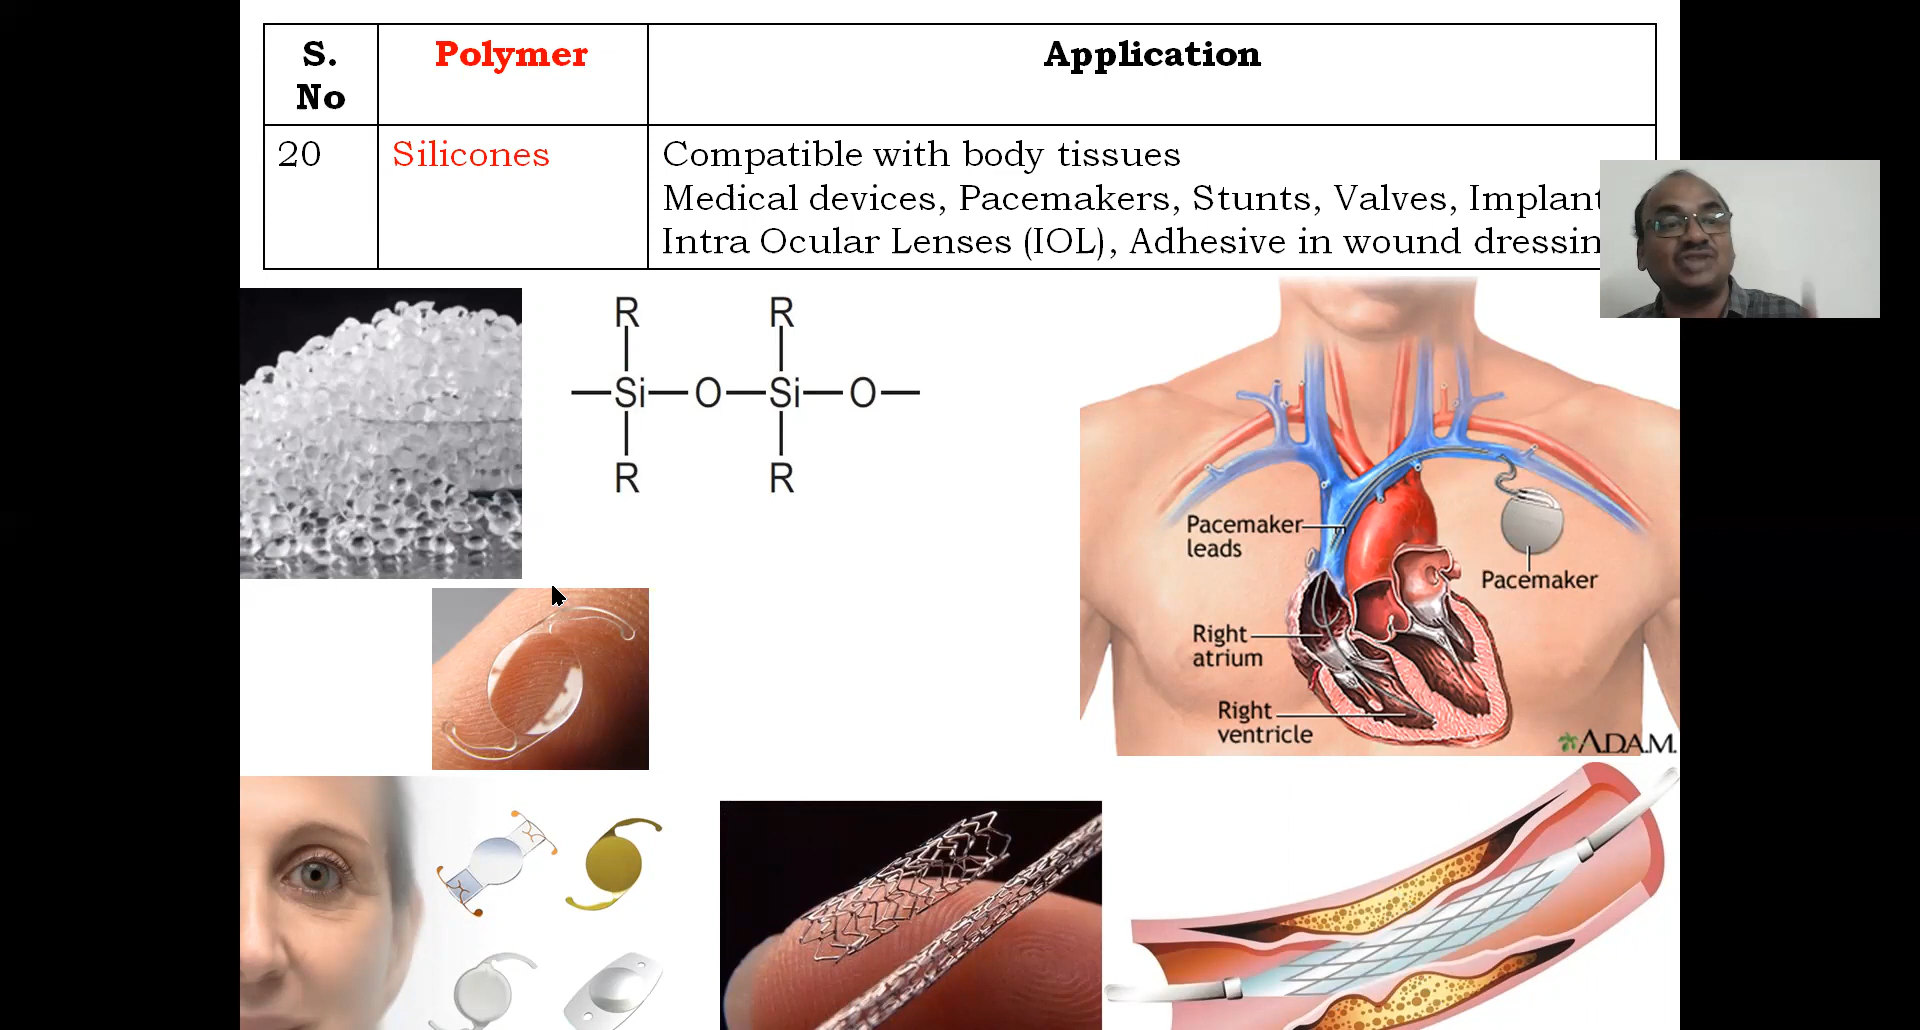 S.
No
Polymer
Application
20
Silicones
Compatible with body tissues
Medical devices, Pacemakers, Stunts, Valves, Implant
Intra Ocular Lenses (IOL), Adhesive in wound dressin
R
R
Si
O
Si
O
R
R
Pacemaker
leads
Pacemaker
Right
atrium
Right
ventricle
A.D.A.M.